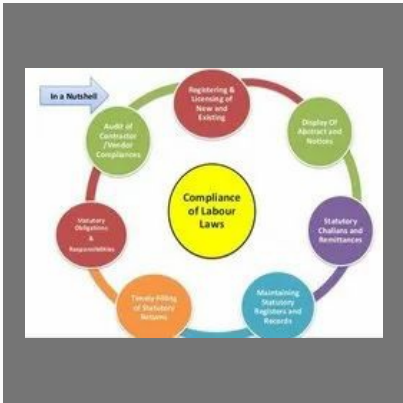 In a Nutshell
Registering &
Licensing of
New and
Existing
Display Of
Abstract and
Notices
Statutory
Challans and
Remittances
Maintaining
Statutory
Registers and
Records
Timely Filling
of Statutory
Returns
Statutory
Obligations
&
Responsibilities
Audit of
Contractor
/Vendor
Compliances
Compliance
of Labour
Laws